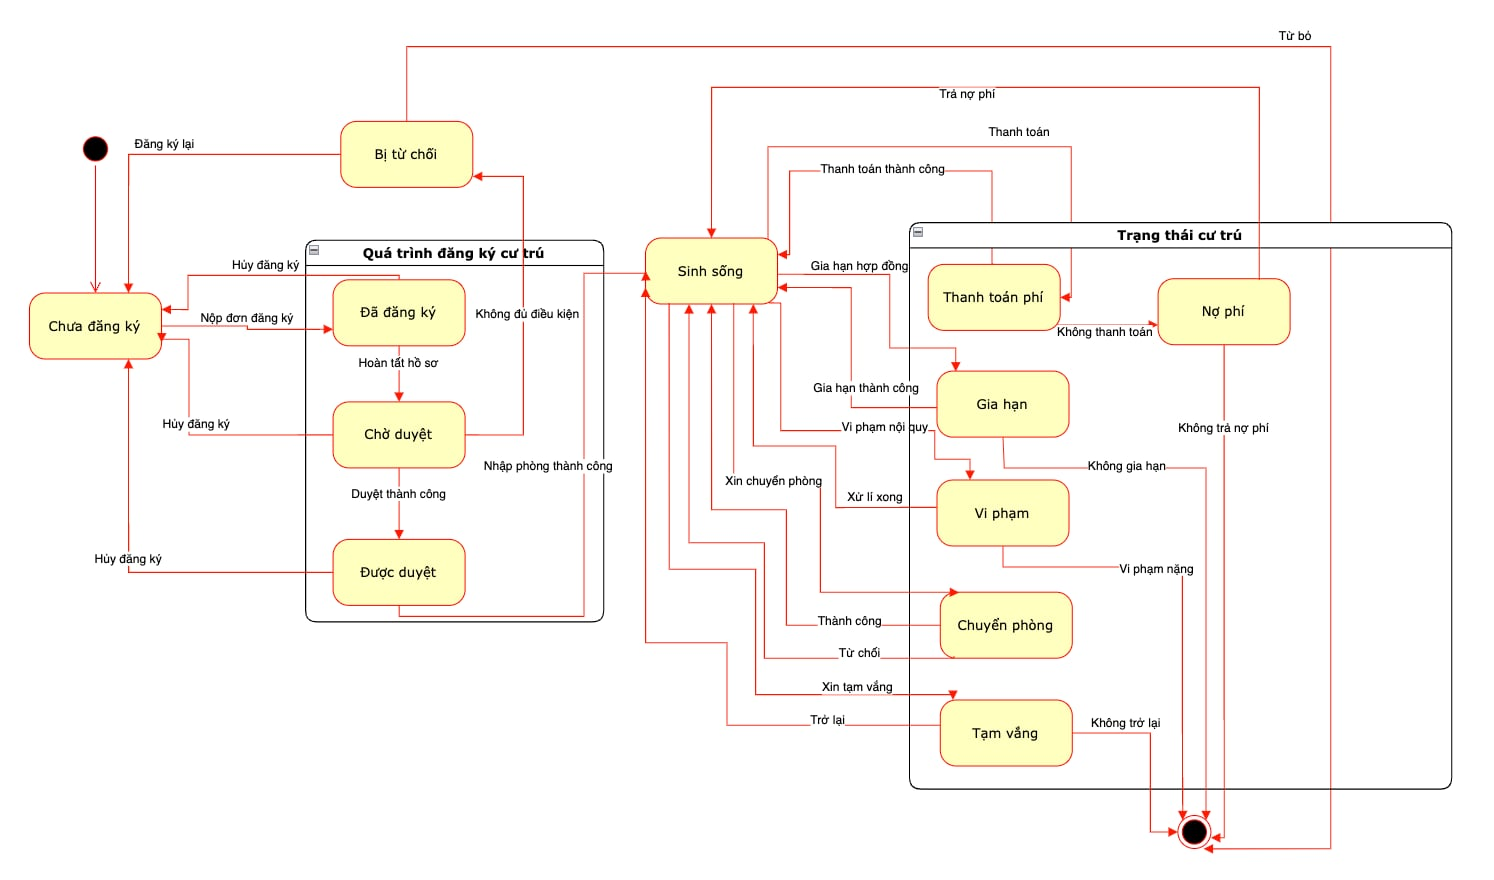 Từ bỏ
Trả nợ phí
Thanh toán
Đăng ký lại
Bị từ chối
Thanh toán thành công
Trạng thái cư trú
Quá trình đăng ký cư trú
Hủy đăng ký
Sinh sống
Gia hạn hợp đồng
Thanh toán phí
Nợ phí
Chưa đăng ký
Nộp đơn đăng ký
Đã đăng ký
Không đủ điều kiện
Không thanh toán
Hoàn tất hồ sơ
Gia hạn thành công
Gia hạn
Hủy đăng ký
Chờ duyệt
Vi phạm nội quy
Không trả nợ phí
Nhập phòng thành công
Không gia hạn
Xin chuyển phòng
Duyệt thành công
Xử lí xong
Vi phạm
Hủy đăng ký
Được duyệt
Vi phạm nặng
Thành công
Chuyển phòng
Từ chối
Xin tạm vắng
Trở lại
Tạm vắng
Không trở lại